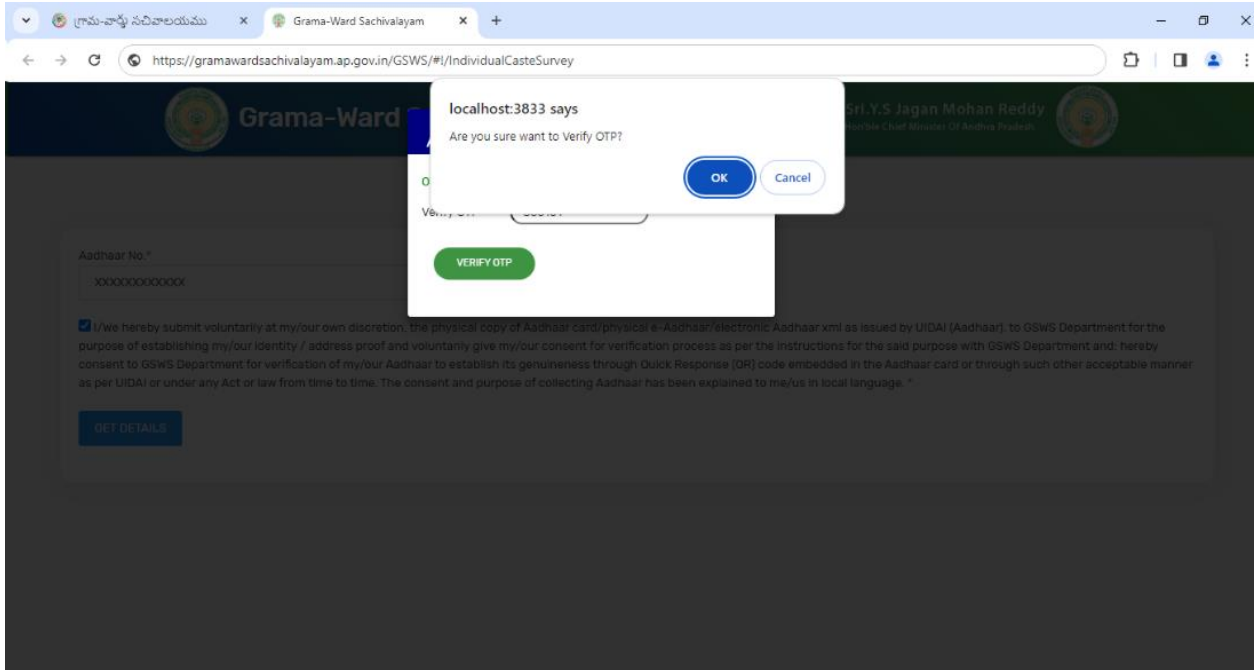 గ్రామ-వార్డు సచివాలయము
Grama-Ward Sachivalayam
https://gramawardsachivalayam.ap.gov.in/GSWS/#!/IndividualCasteSurvey
Grama-Ward
localhost:3833 says
Are you sure want to Verify OTP?
OK
Cancel
Sri.Y.S Jagan Mohan Reddy
Hon'ble Chief Minister Of Andhra Pradesh
VERIFY OTP
Aadhaar No.*
XXXXXXXXXXXX
I/We hereby submit voluntarily at my/our own discretion, the physical copy of Aadhaar card/physical e-Aadhaar/electronic Aadhaar xml as issued by UIDAI (Aadhaar), to GSWS Department for the
purpose of establishing my/our identity / address proof and voluntarily give my/our consent for verification process as per the instructions for the said purpose with GSWS Department and; hereby
consent to GSWS Department for verification of my/our Aadhaar to establish its genuineness through Quick Response (QR) code embedded in the Aadhaar card or through such other acceptable manner
as per UIDAI or under any Act or law from time to time. The consent and purpose of collecting Aadhaar has been explained to me/us in local language. *
GET DETAILS